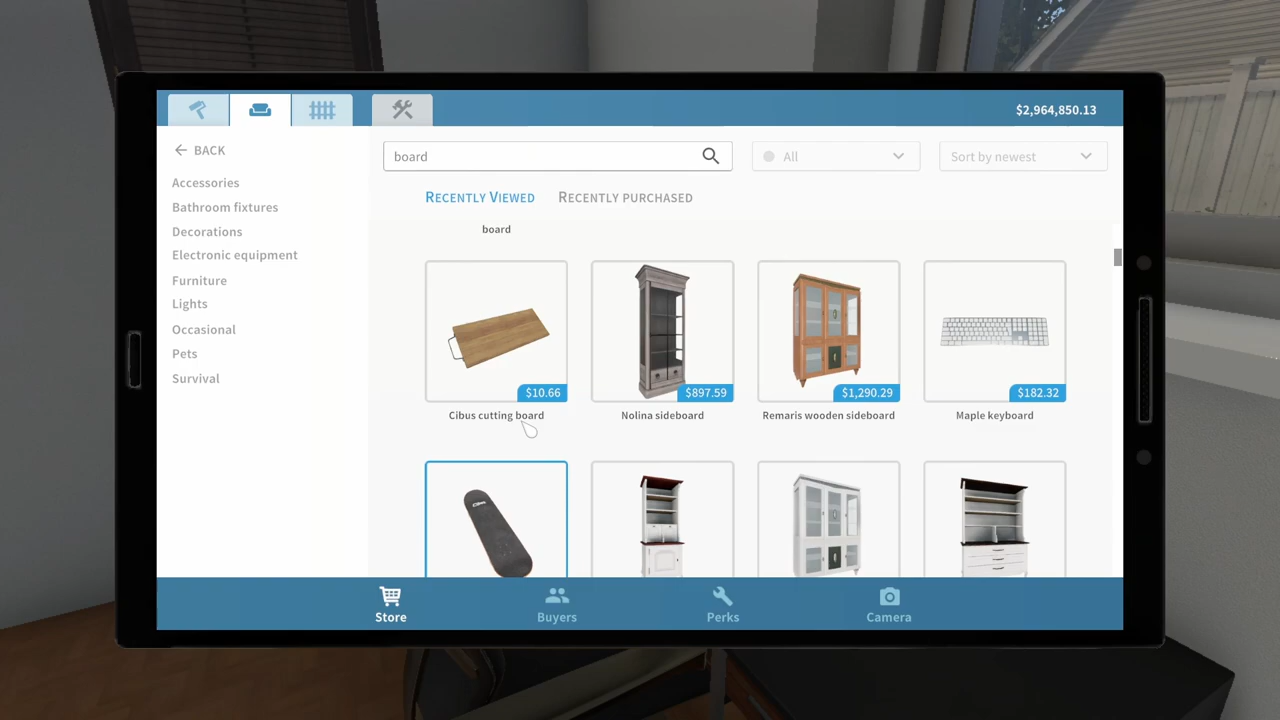 $2,964,850.13
BACK
board
All
Sort by newest
Accessories
Bathroom fixtures
Decorations
Electronic equipment
Furniture
Lights
Occasional
Pets
Survival
RECENTLY VIEWED
RECENTLY PURCHASED
board
$10.66
$897.59
$1,290.29
$182.32
Cibus cutting board
Nolina sideboard
Remaris wooden sideboard
Maple keyboard
Store
Buyers
Perks
Camera